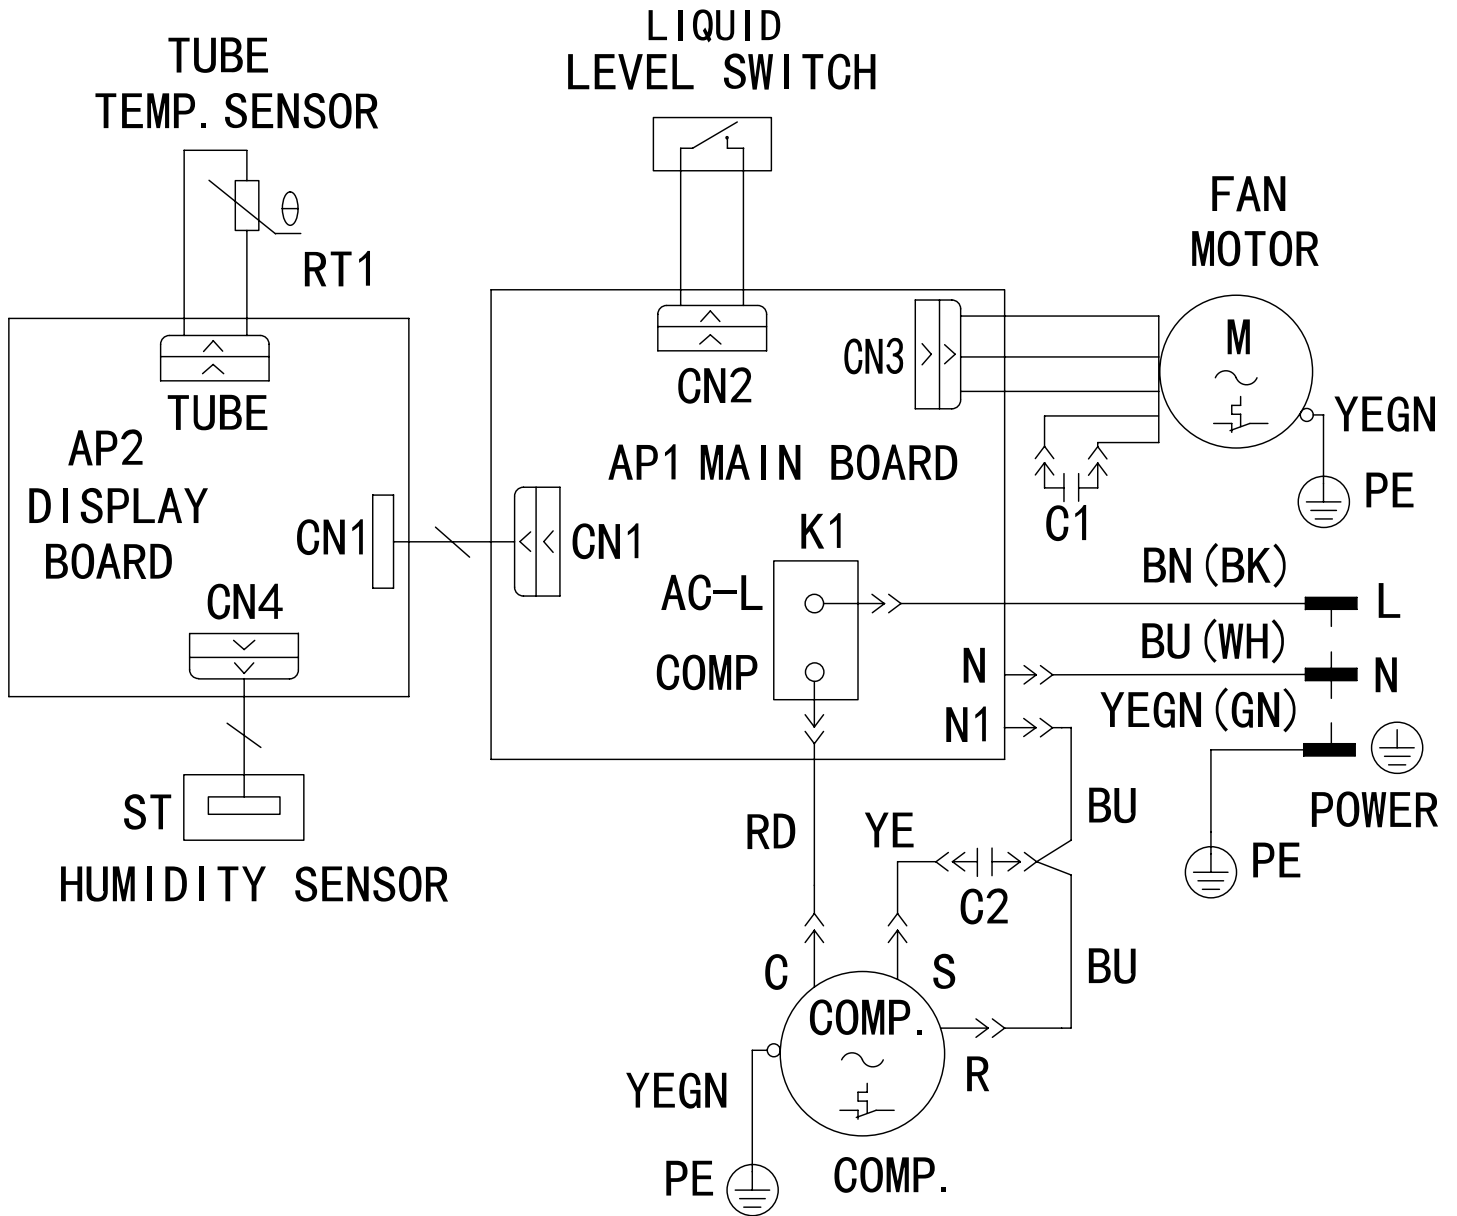 LIQUID
LEVEL SWITCH
TUBE
TEMP. SENSOR
θ
RT1
FAN
MOTOR
M
YEGN
PE
TUBE
CN2
CN3
AP2
DISPLAY
BOARD
AP1 MAIN BOARD
CN1
CN1
C1
K1
BN(BK)
AC-L
L
CN4
BU(WH)
COMP
N
N
YEGN(GN)
N1
ST
HUMIDITY SENSOR
POWER
PE
RD
YE
BU
C2
C
S
BU
COMP.
R
YEGN
PE
COMP.